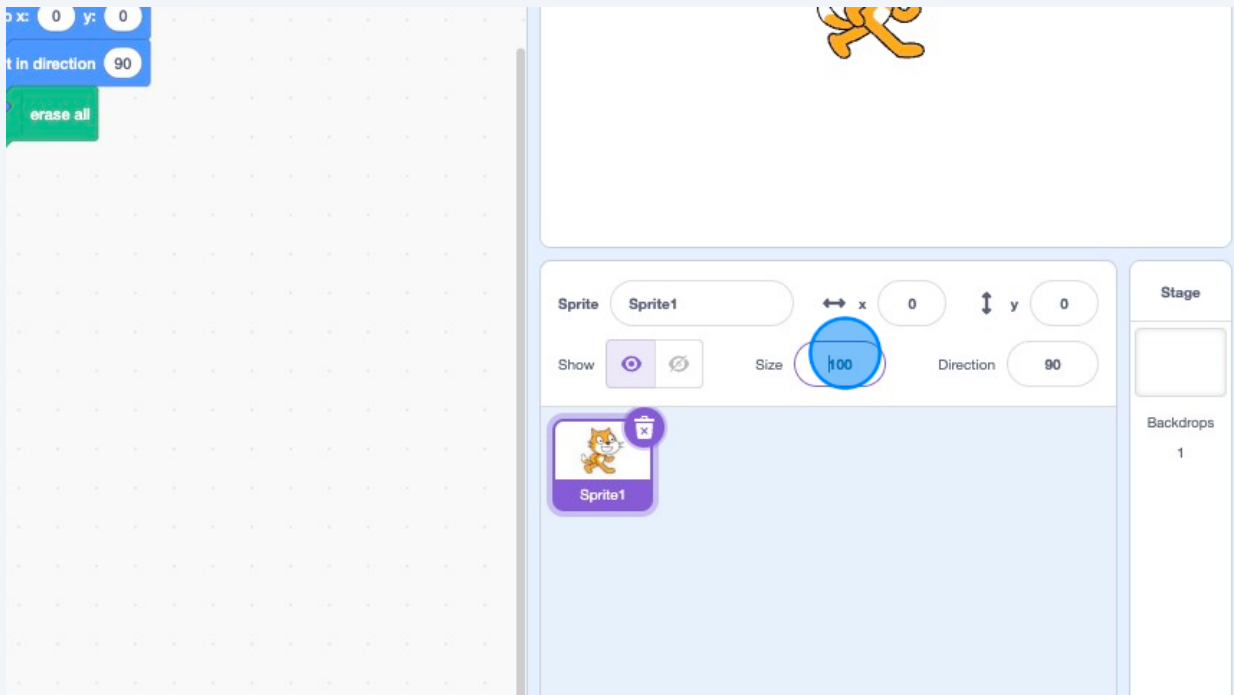 x: 0 y: 0
t in direction 90
erase all
Sprite Sprite1 x 0 y 0
Show Size 100 Direction 90
Sprite1
Stage
Backdrops
1